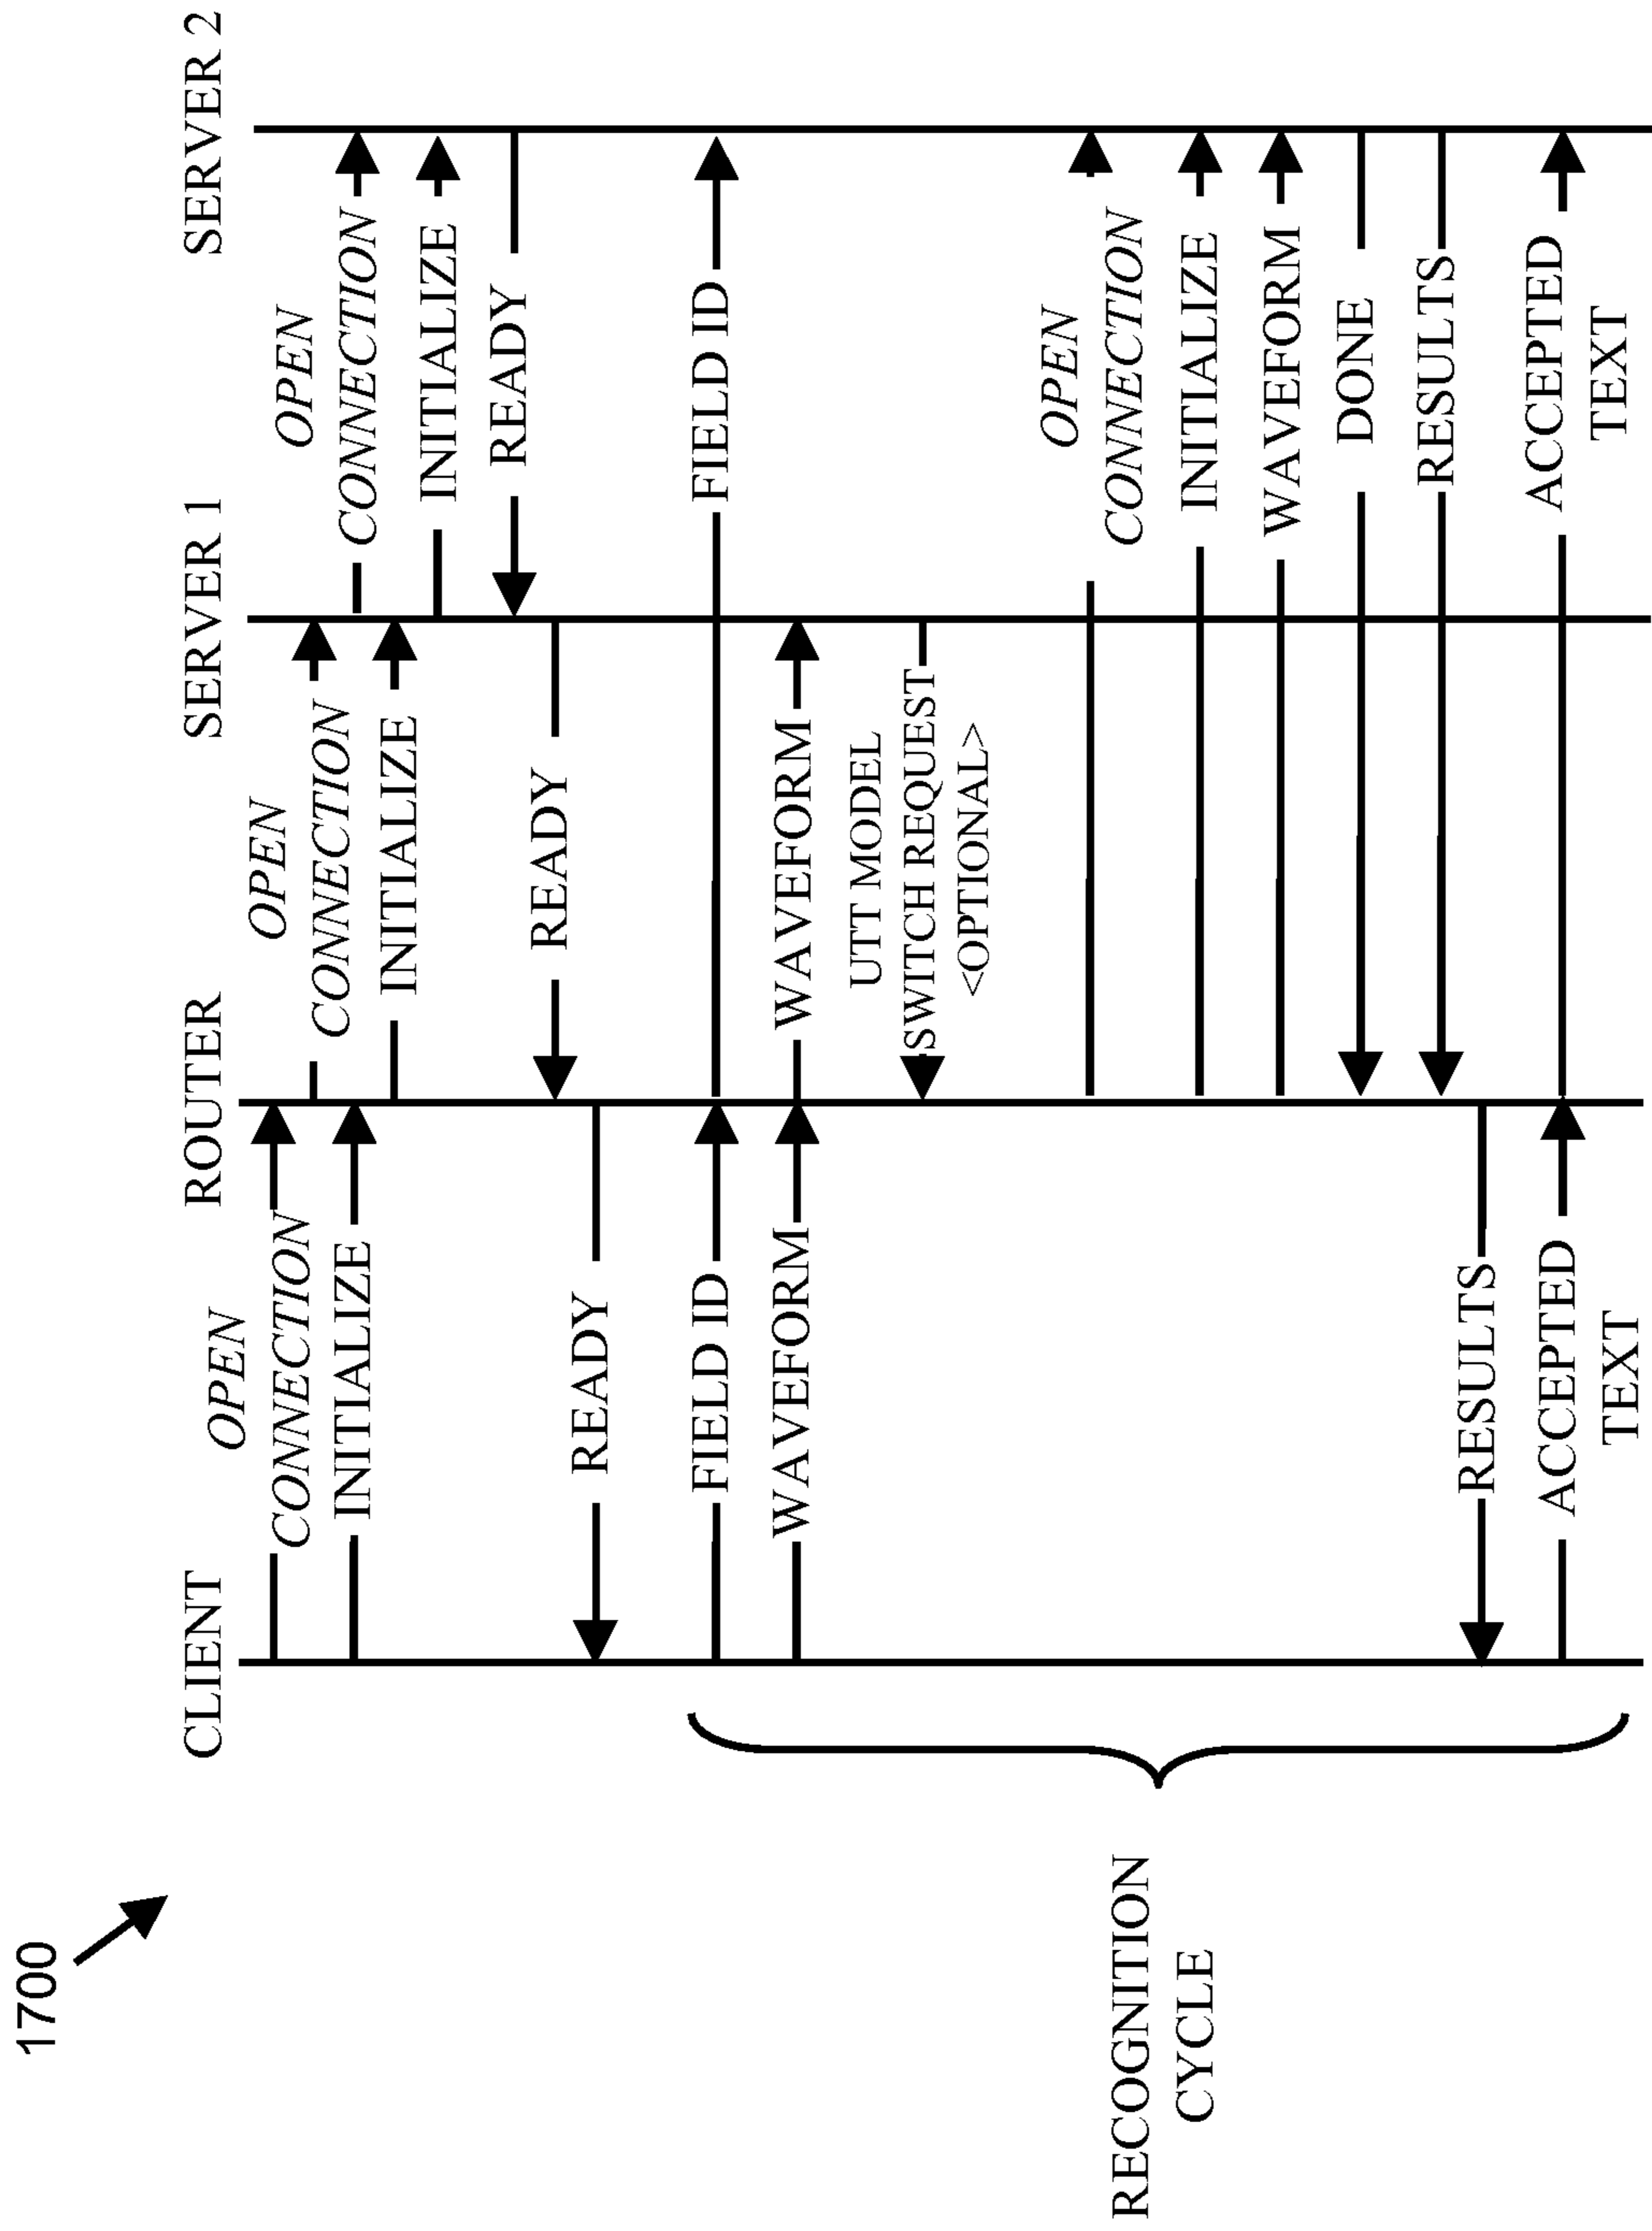 1700
CLIENT
ROUTER
SERVER 1
SERVER 2
OPEN
CONNECTION
OPEN
CONNECTION
OPEN
CONNECTION
INITIALIZE
INITIALIZE
INITIALIZE
READY
READY
READY
FIELD ID
FIELD ID
WAVEFORM
WAVEFORM
UTT MODEL
SWITCH REQUEST
<OPTIONAL>
OPEN
CONNECTION
RECOGNITION
CYCLE
INITIALIZE
WAVEFORM
DONE
RESULTS
RESULTS
ACCEPTED
TEXT
ACCEPTED
TEXT